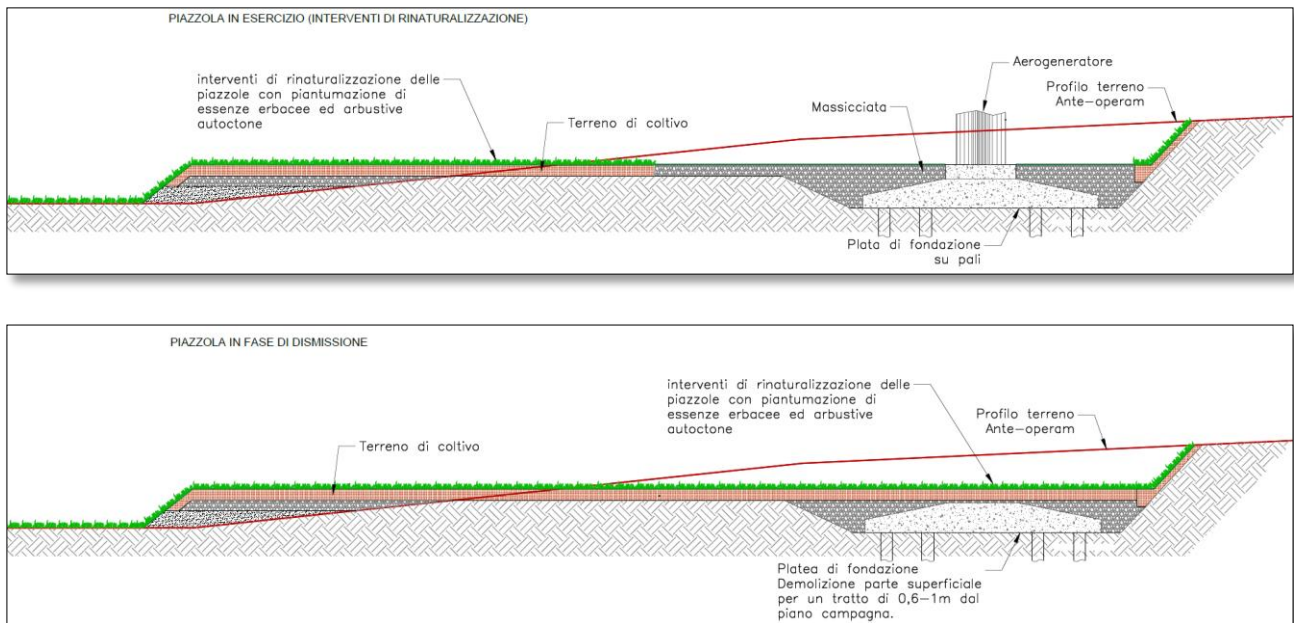 PIAZZOLA IN ESERCIZIO (INTERVENTI DI RINATURALIZZAZIONE)
interventi di rinaturalizzazione delle
piazzole con piantumazione di
essenze erbacee ed arbustive
autoctone
Terreno di coltivo
Massicciata
Aerogeneratore
Profilo terreno
Ante-operam
Plata di fondazione
su pali
PIAZZOLA IN FASE DI DISMISSIONE
Terreno di coltivo
interventi di rinaturalizzazione delle
piazzole con piantumazione di
essenze erbacee ed arbustive
autoctone
Profilo terreno
Ante-operam
Platea di fondazione
Demolizione parte superficiale
per un tratto di 0,6-1m dal
piano campagna.